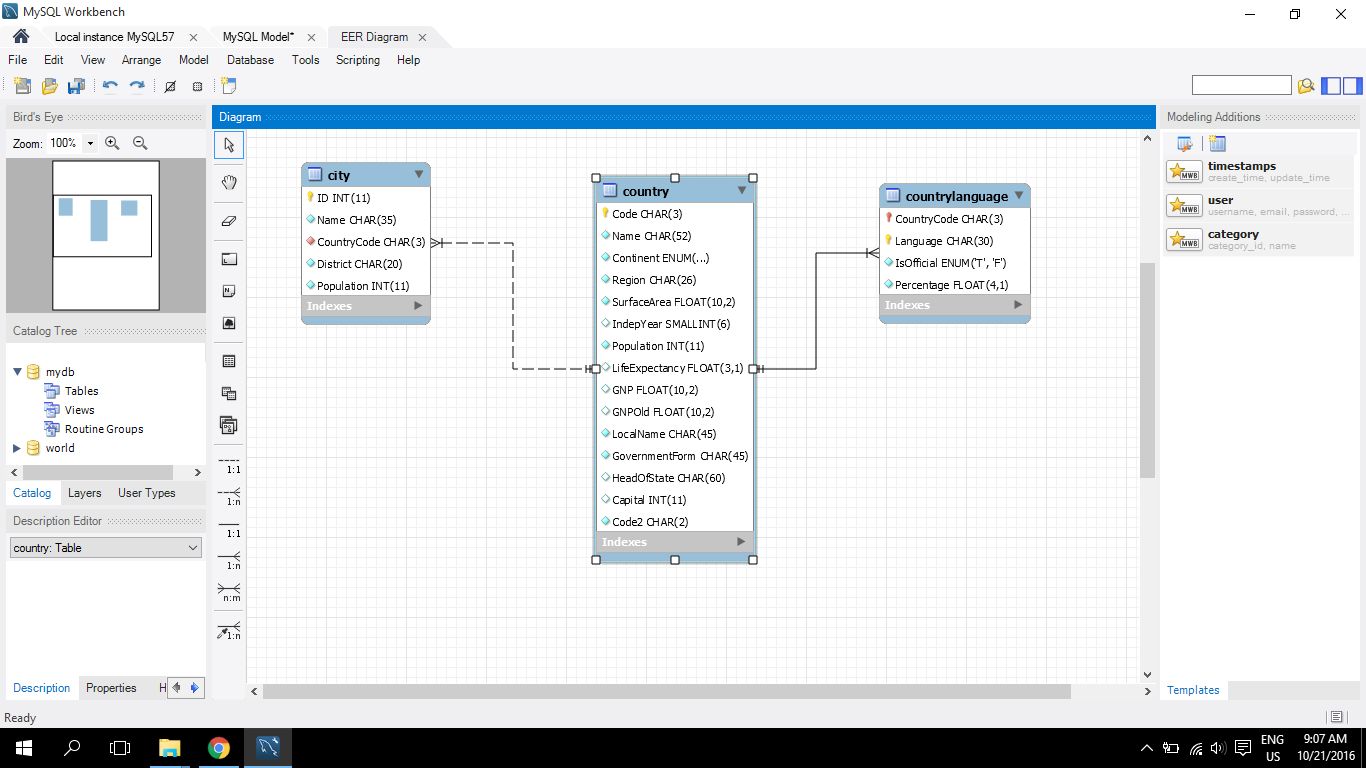 MySQL Workbench
Local instance MySQL57
MySQL Model*
EER Diagram
File Edit View Arrange Model Database Tools Scripting Help
Bird's Eye
Zoom: 100%
Catalog Tree
mydb
Tables
Views
Routine Groups
world
Catalog Layers User Types
Description Editor
country: Table
Description Properties H
Ready
Diagram
1:1
1:n
1:1
1:n
n:m
1:n
city
ID INT(11)
Name CHAR(35)
CountryCode CHAR(3)
District CHAR(20)
Population INT(11)
Indexes
country
Code CHAR(3)
Name CHAR(52)
Continent ENUM(...)
Region CHAR(26)
SurfaceArea FLOAT(10,2)
IndepYear SMALLINT(6)
Population INT(11)
LifeExpectancy FLOAT(3,1)
GNP FLOAT(10,2)
GNPOld FLOAT(10,2)
LocalName CHAR(45)
GovernmentForm CHAR(45)
HeadOfState CHAR(60)
Capital INT(11)
Code2 CHAR(2)
Indexes
countrylanguage
CountryCode CHAR(3)
Language CHAR(30)
IsOfficial ENUM('T', 'F')
Percentage FLOAT(4,1)
Indexes
Modeling Additions
MWB
timestamps
create_time, update_time
MWB
user
username, email, password, ...
MWB
category
category_id, name
Templates
ENG
US
9:07 AM
10/21/2016